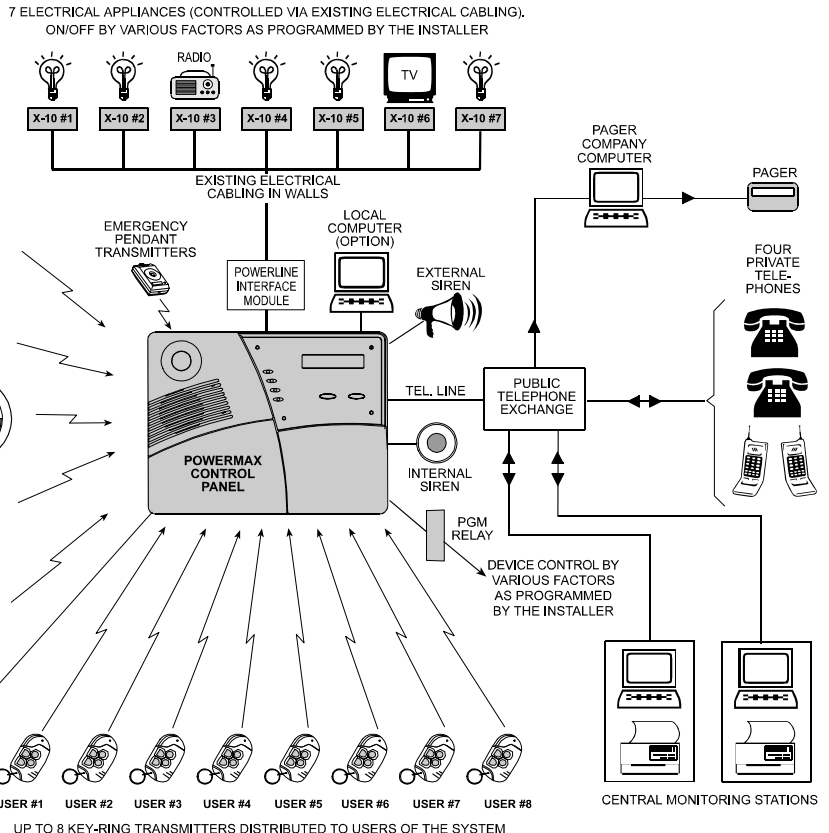 7 ELECTRICAL APPLIANCES (CONTROLLED VIA EXISTING ELECTRICAL CABLING).
ON/OFF BY VARIOUS FACTORS AS PROGRAMMED BY THE INSTALLER
RADIO
TV
X-10 #1
X-10 #2
X-10 #3
X-10 #4
X-10 #5
X-10 #6
X-10 #7
EXISTING ELECTRICAL
CABLING IN WALLS
PAGER
COMPANY
COMPUTER
PAGER
EMERGENCY
PENDANT
TRANSMITTERS
POWERLINE
INTERFACE
MODULE
LOCAL
COMPUTER
(OPTION)
EXTERNAL
SIREN
FOUR
PRIVATE
TELE-
PHONES
TEL. LINE
PUBLIC
TELEPHONE
EXCHANGE
POWERMAX
CONTROL
PANEL
INTERNAL
SIREN
PGM
RELAY
DEVICE CONTROL BY
VARIOUS FACTORS
AS PROGRAMMED
BY THE INSTALLER
USER #1
USER #2
USER #3
USER #4
USER #5
USER #6
USER #7
USER #8
CENTRAL MONITORING STATIONS
UP TO 8 KEY-RING TRANSMITTERS DISTRIBUTED TO USERS OF THE SYSTEM